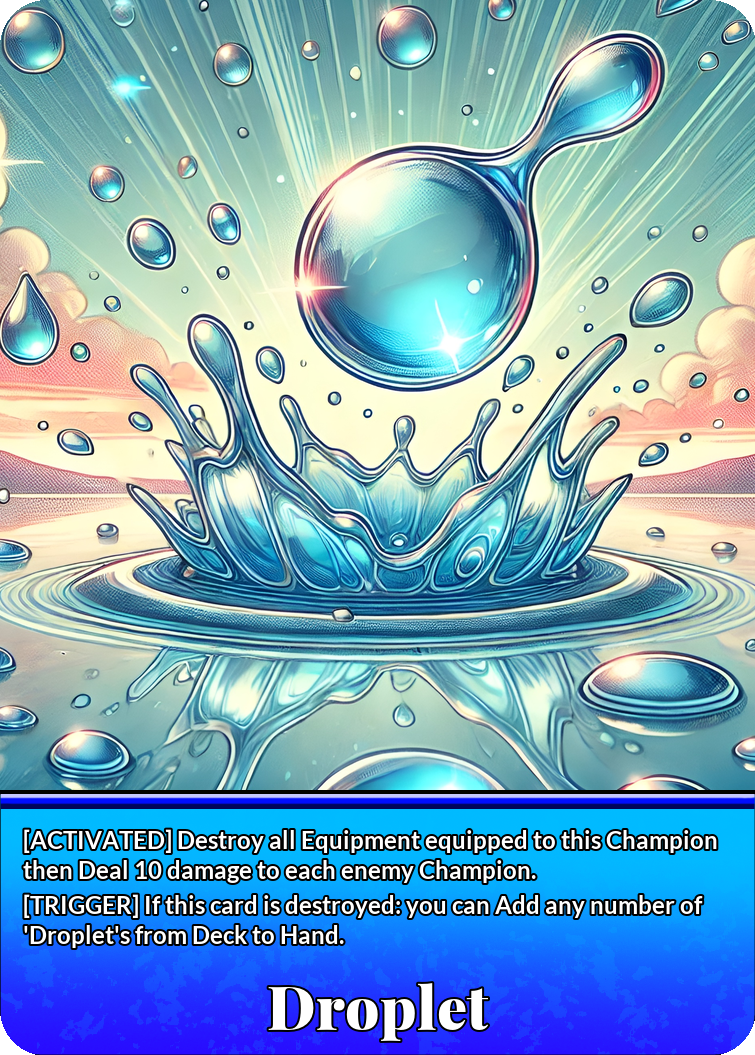 [ACTIVATED] Destroy all Equipment equipped to this Champion
then Deal 10 damage to each enemy Champion.
[TRIGGER] If this card is destroyed: you can Add any number of
'Droplet's from Deck to Hand.
Droplet